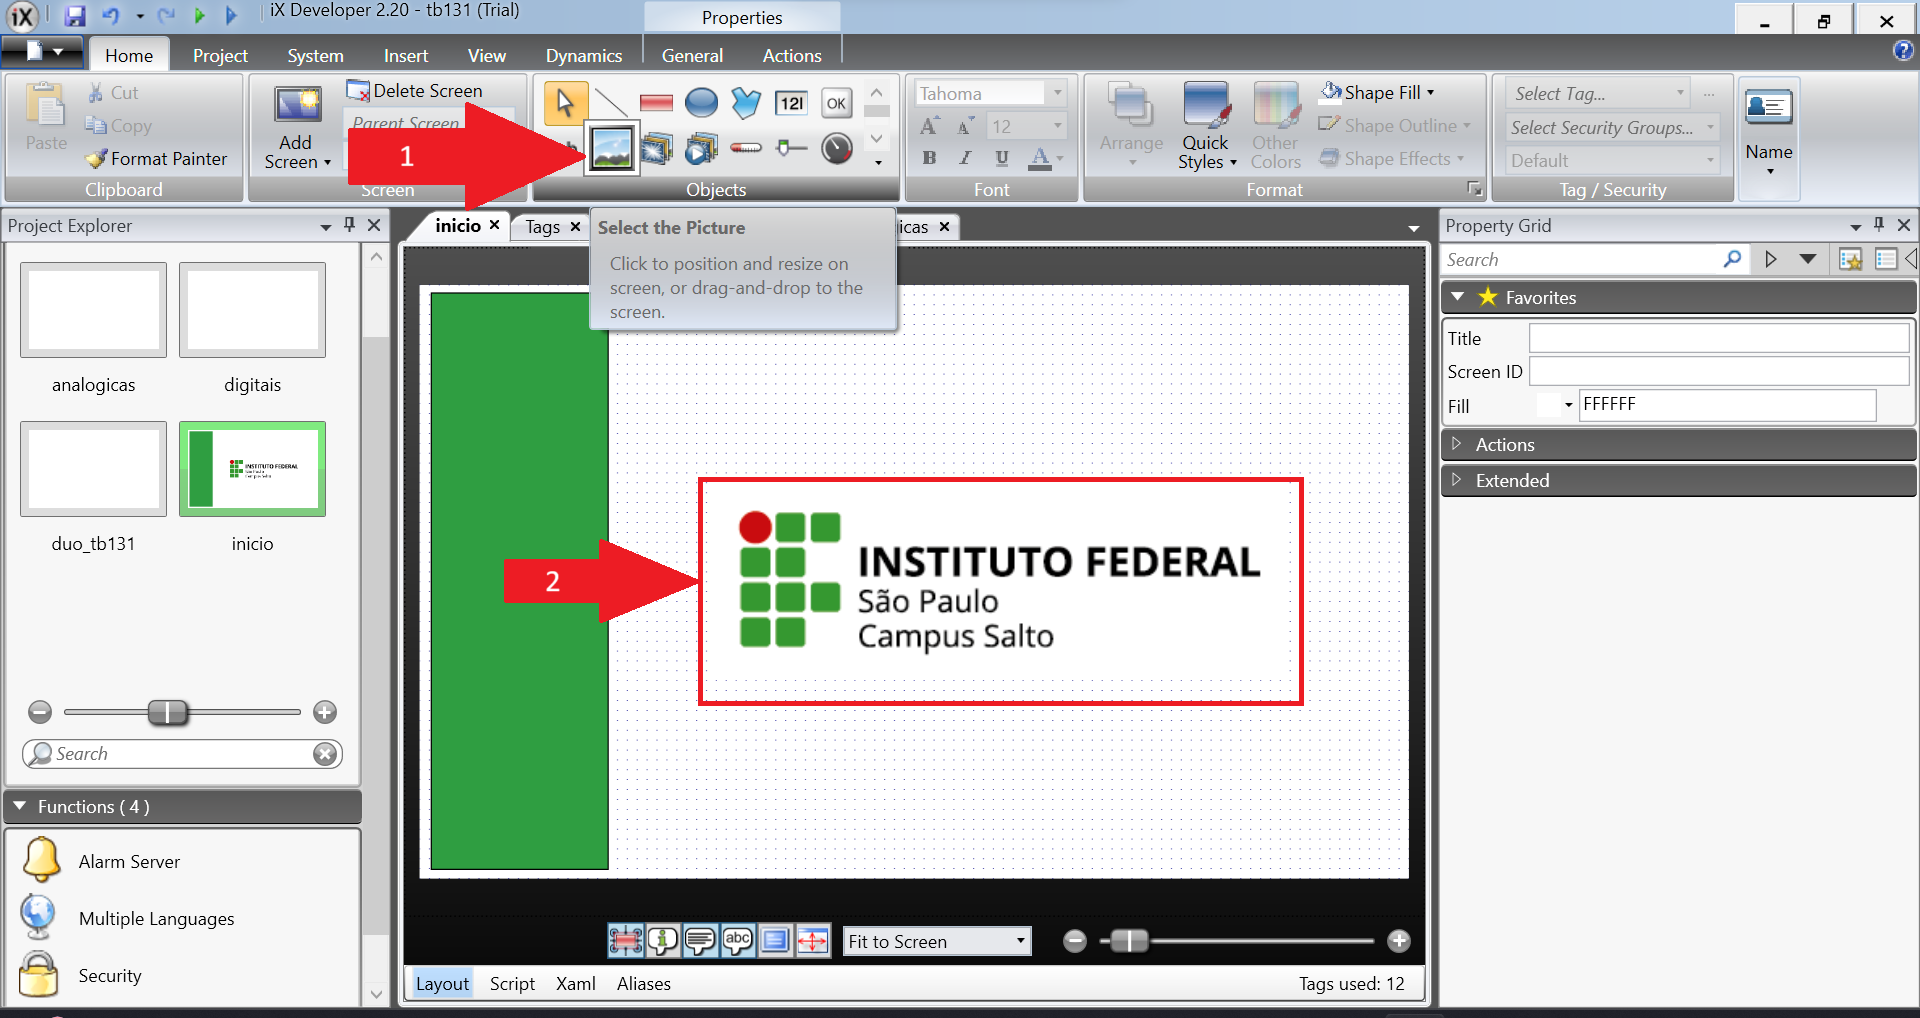 iX Developer 2.20 - tb131 (Trial)
Properties
Home
Project
System
Insert
View
Dynamics
General
Actions
Paste
Cut
Copy
Format Painter
Clipboard
Add
Screen
Delete Screen
Parent Screen
Screen
1
12I
OK
Objects
Tahoma
12
B I U A
Font
Arrange
Quick
Styles
Other
Colors
Shape Fill
Shape Outline
Shape Effects
Format
Select Tag...
...
Select Security Groups...
Default
Tag / Security
Name
Project Explorer
analogicas
digitais
INSTITUTO FEDERAL
São Paulo
Campus Salto
duo_tb131
inicio
Search
Functions ( 4 )
Alarm Server
Multiple Languages
Security
inicio
Tags
icas
Select the Picture
Click to position and resize on
screen, or drag-and-drop to the
screen.
2
INSTITUTO FEDERAL
São Paulo
Campus Salto
abc
Fit to Screen
Layout
Script
Xaml
Aliases
Tags used: 12
Property Grid
Search
Favorites
Title
Screen ID
Fill
FFFFFF
Actions
Extended